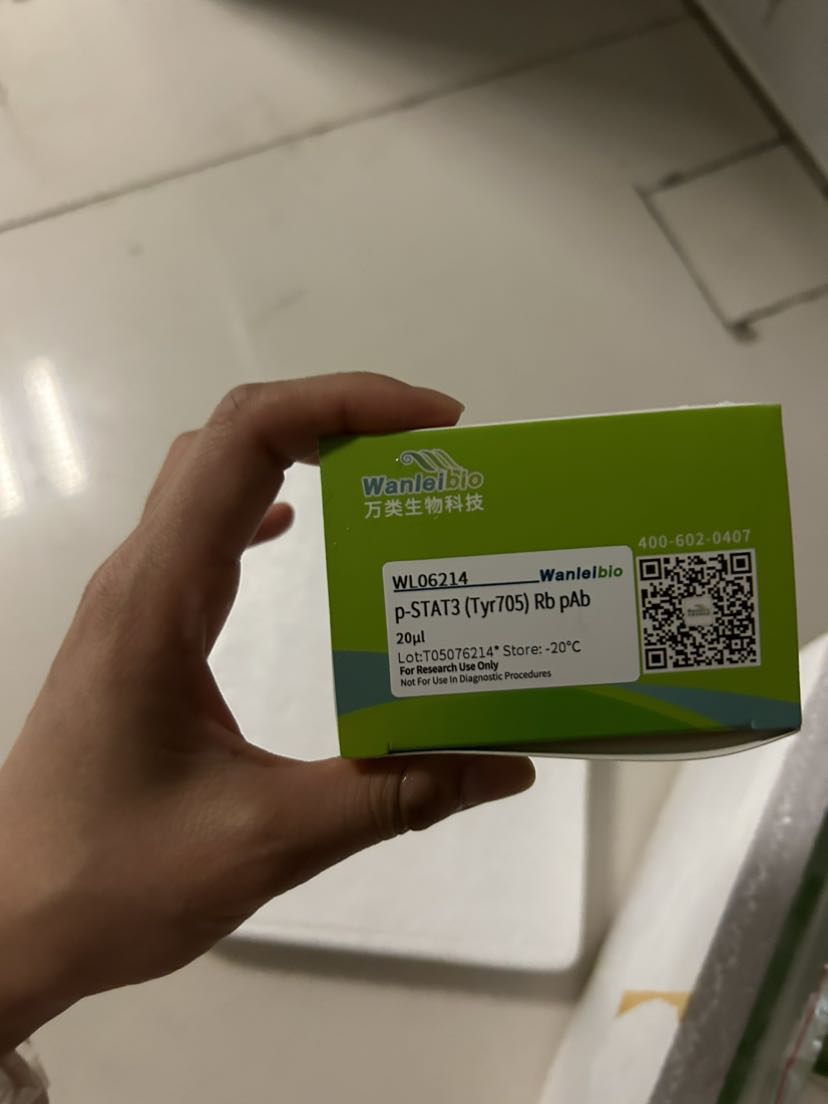 Wanleibio
万类生物科技
400-602-0407
WL06214 Wanleibio
p-STAT3 (Tyr705) Rb pAb
20μl
Lot:T05076214* Store: -20°C
For Research Use Only
Not For Use In Diagnostic Procedures